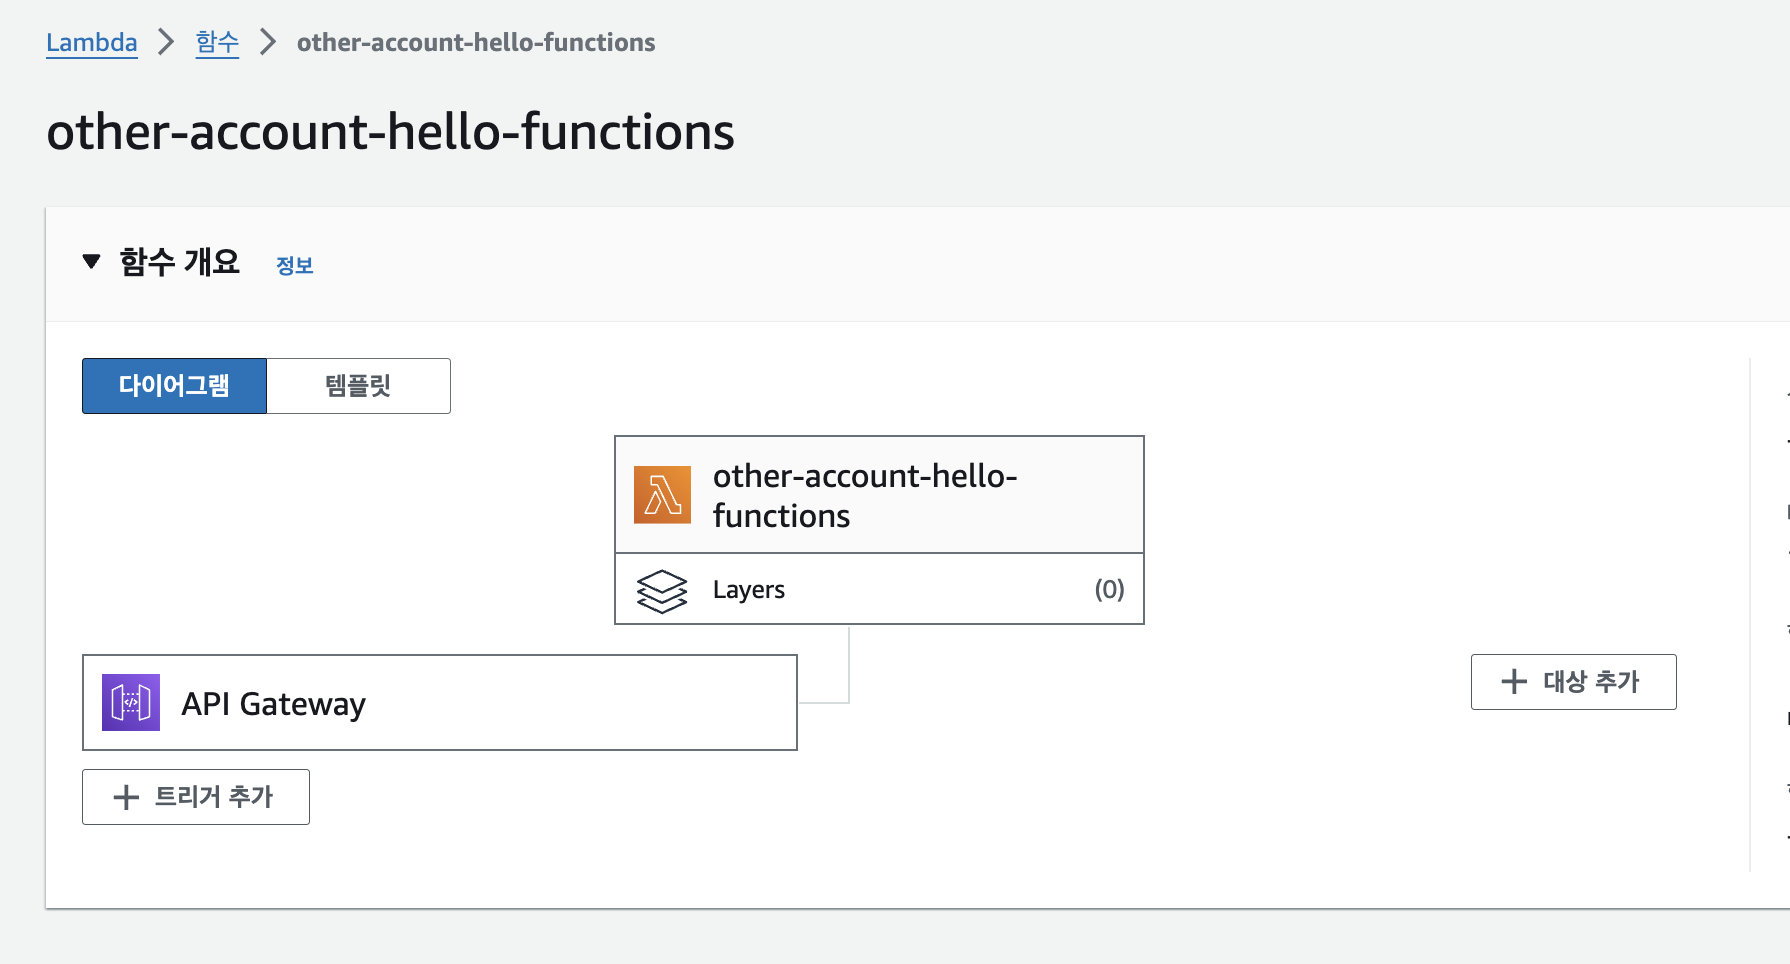 Lambda > 함수 > other-account-hello-functions
other-account-hello-functions
▼ 함수 개요 정보
다이어그램 템플릿
other-account-hello-
functions
Layers (0)
API Gateway
+ 대상 추가
+ 트리거 추가